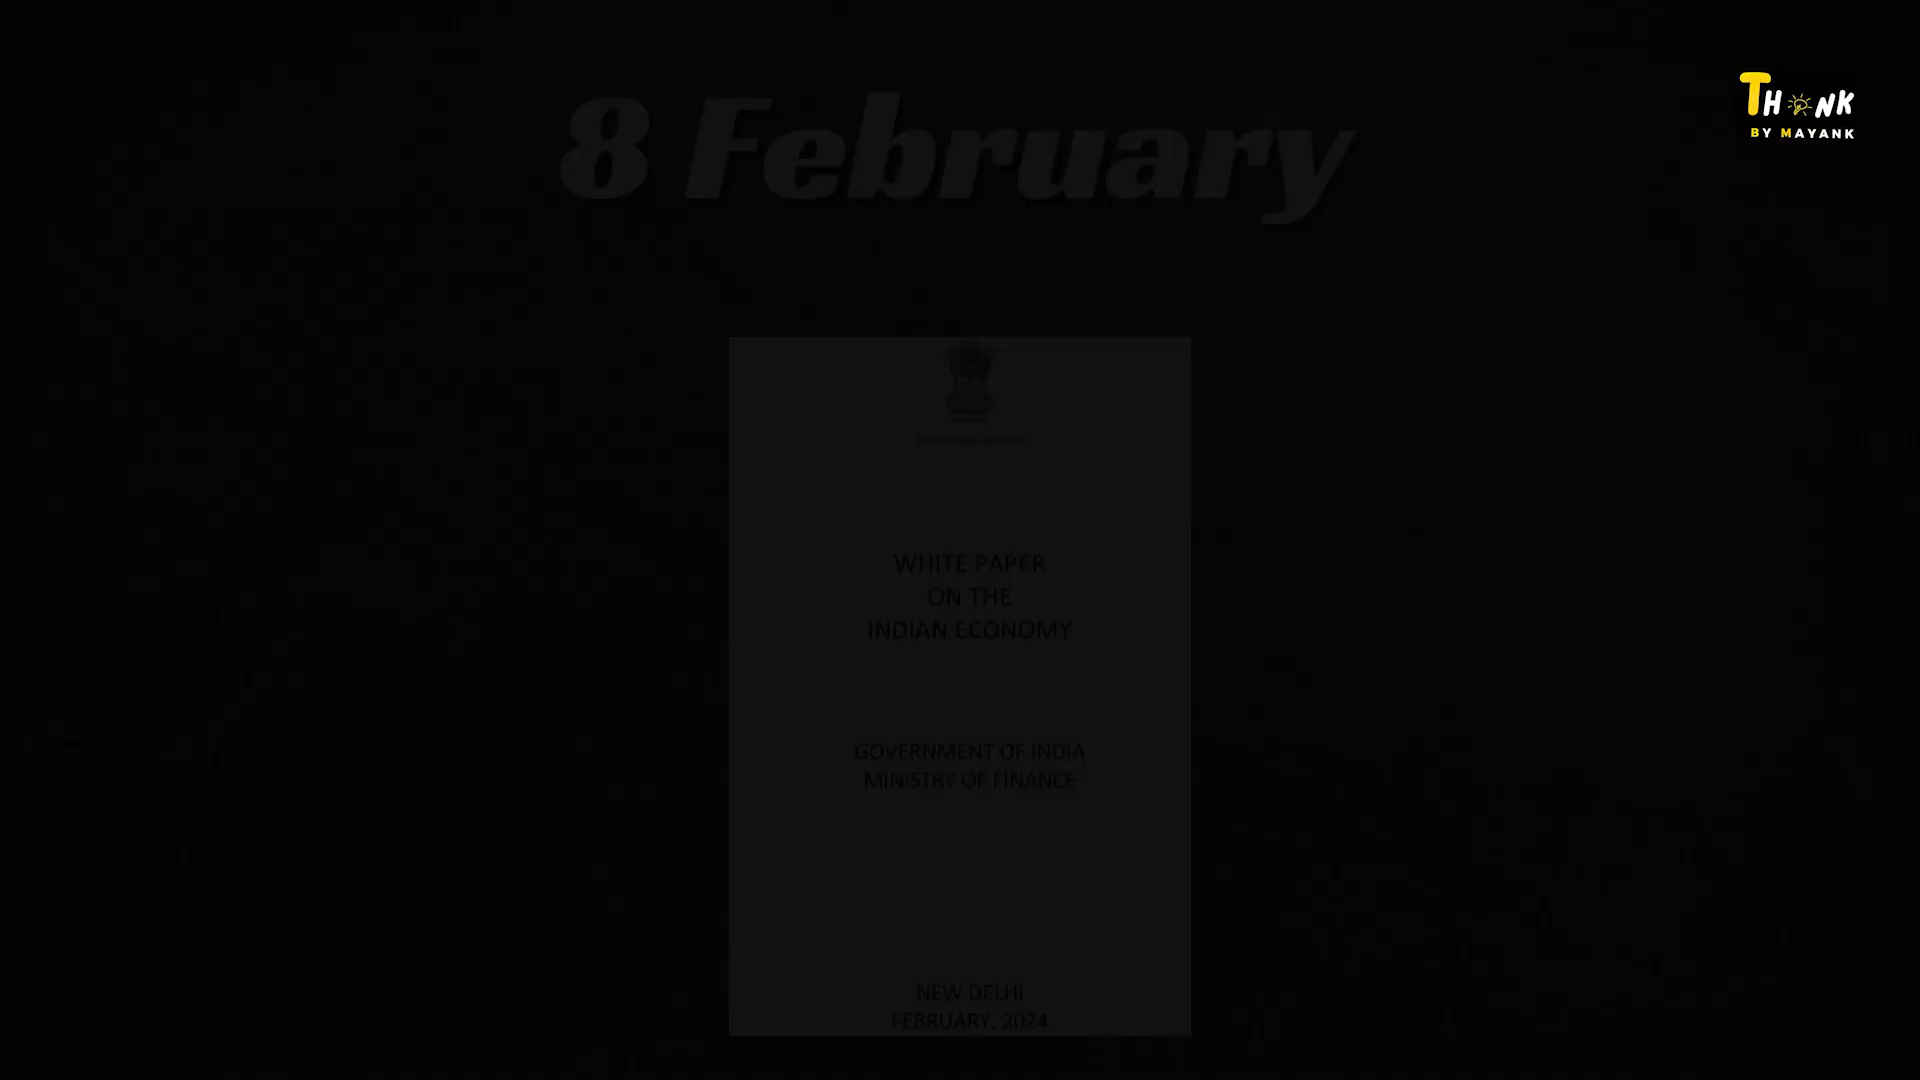 8 February
THINK
BY MAYANK
WHITE PAPER
ON THE
INDIAN ECONOMY
GOVERNMENT OF INDIA
MINISTRY OF FINANCE
NEW DELHI
FEBRUARY, 2024